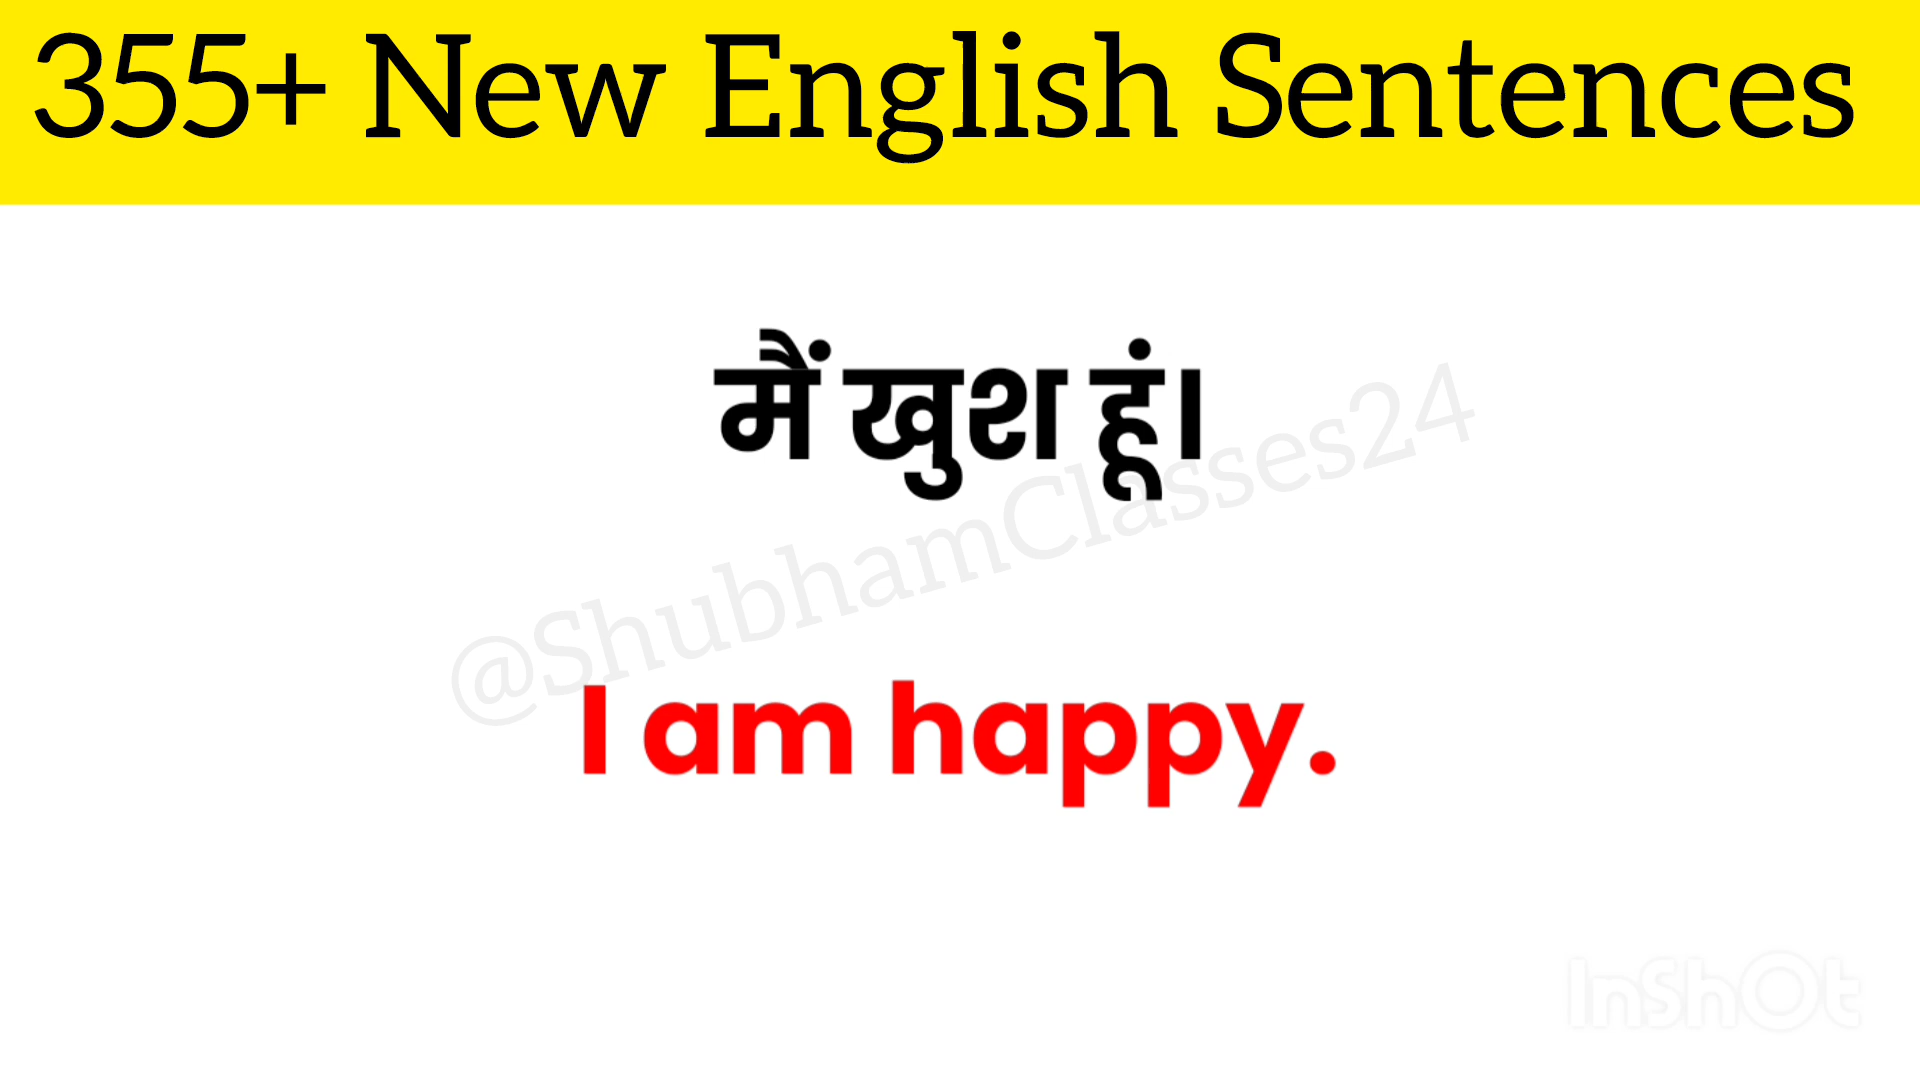 355+ New English Sentences
मैं खुश हूं।
@ShubhamClasses24
I am happy.
InShOt